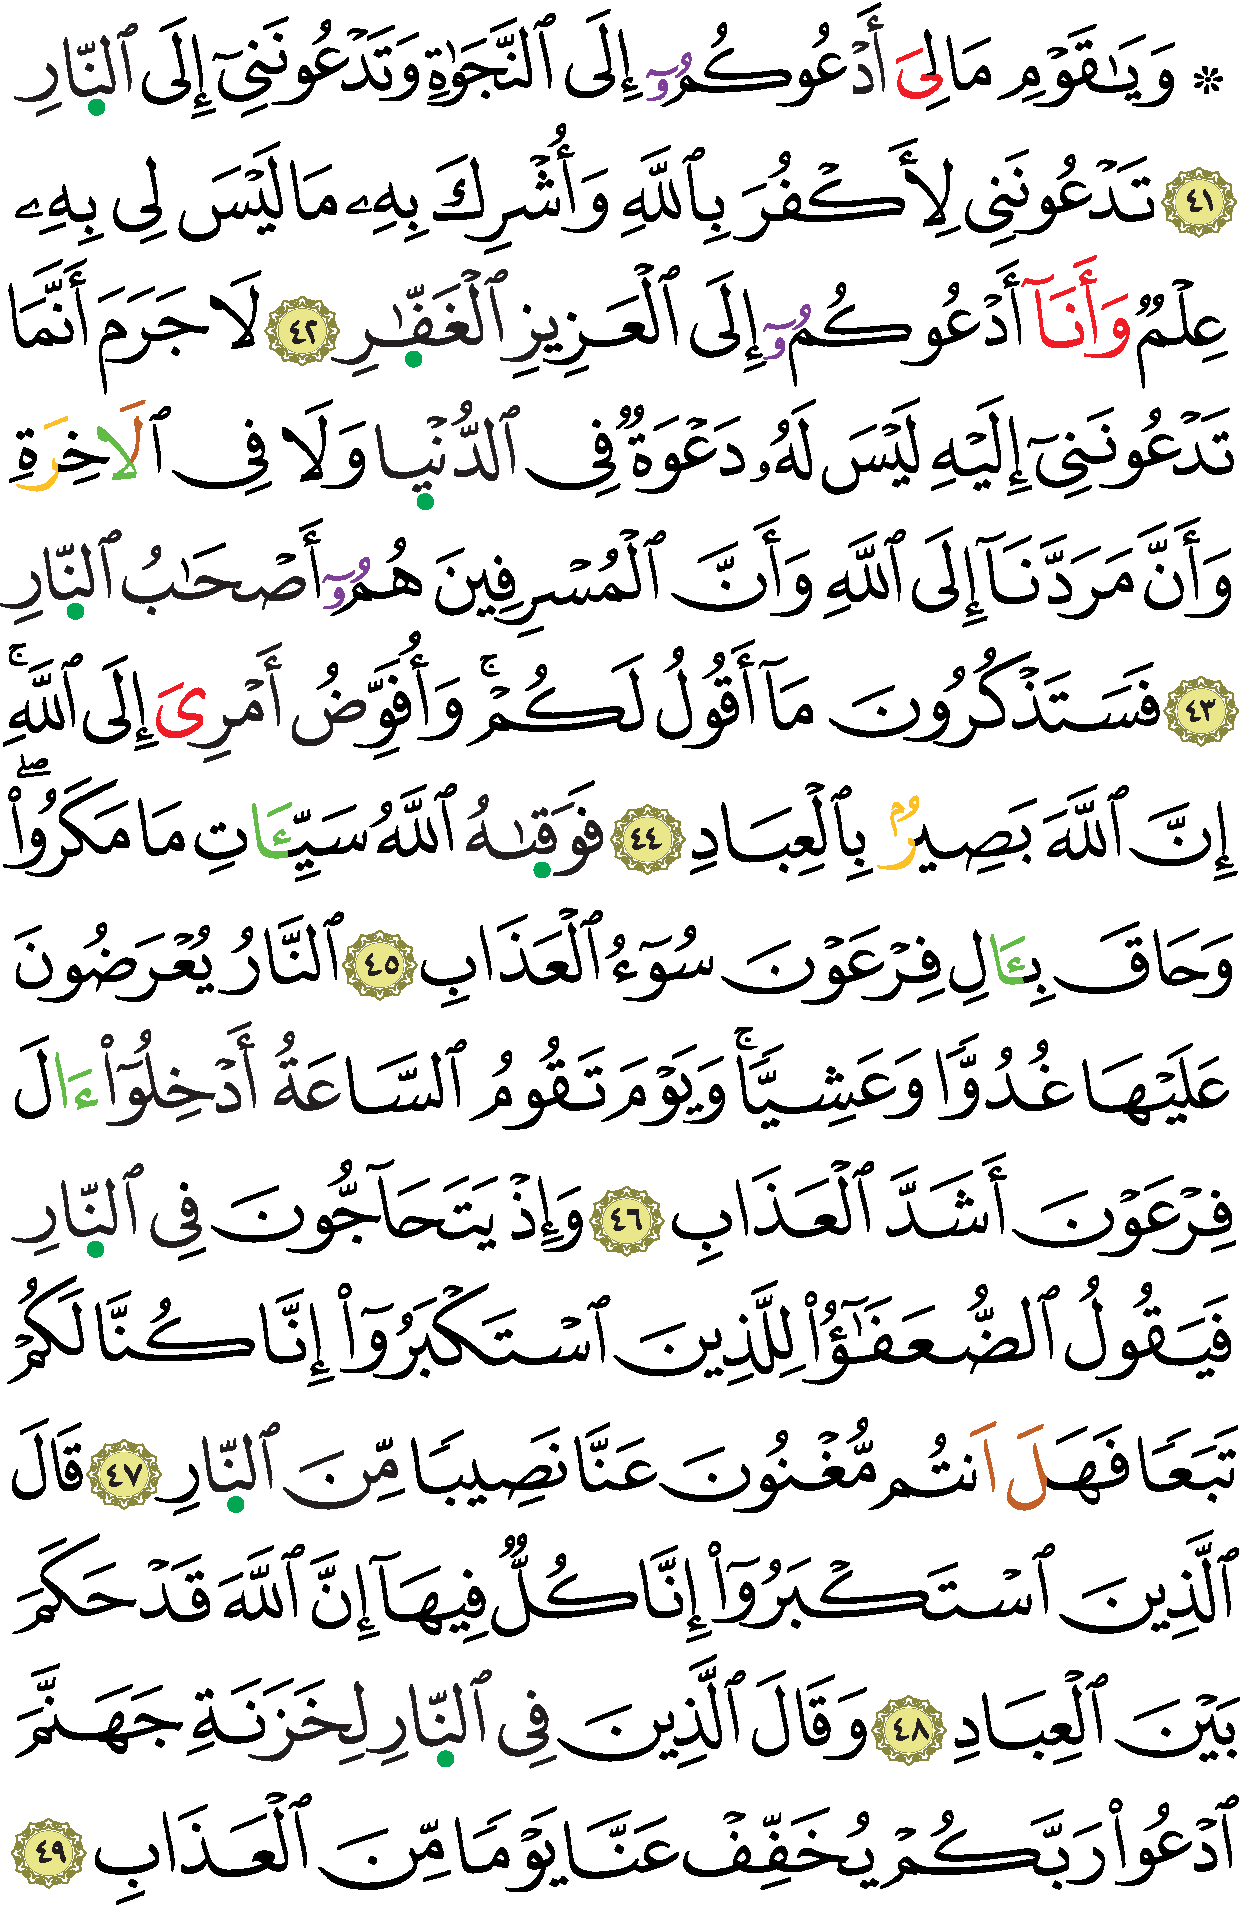 ۞ وَيَٰقَوْمِ مَا لِىَ أَدْعُوكُمُۥٓ إِلَى ٱلنَّجَوٰةِ وَتَدْعُونَنِىٓ إِلَى ٱلنَّارِ
٤١ تَدْعُونَنِى لِأَكْفُرَ بِٱللَّهِ وَأُشْرِكَ بِهِۦ مَا لَيْسَ لِى بِهِۦ
عِلْمٌ وَأَنَآ أَدْعُوكُمُۥٓ إِلَى ٱلْعَزِيزِ ٱلْغَفَّٰرِ ٤٢ لَا جَرَمَ أَنَّمَا
تَدْعُونَنِىٓ إِلَيْهِ لَيْسَ لَهُۥ دَعْوَةٌ فِى ٱلدُّنْيَا وَلَا فِى ٱلَاخِرَةِ
وَأَنَّ مَرَدَّنَآ إِلَى ٱللَّهِ وَأَنَّ ٱلْمُسْرِفِينَ هُمُۥٓ أَصْحَٰبُ ٱلنَّارِ
٤٣ فَسَتَذْكُرُونَ مَآ أَقُولُ لَكُمْۚ وَأُفَوِّضُ أَمْرِىَ إِلَى ٱللَّهِۚ
إِنَّ ٱللَّهَ بَصِيرٌۢ بِٱلْعِبَادِ ٤٤ فَوَقَىٰهُ ٱللَّهُ سَيِّـَٔاتِ مَا مَكَرُواْۖ
وَحَاقَ بِـَٔالِ فِرْعَوْنَ سُوٓءُ ٱلْعَذَابِ ٤٥ ٱلنَّارُ يُعْرَضُونَ
عَلَيْهَا غُدُوًّا وَعَشِيًّاۚ وَيَوْمَ تَقُومُ ٱلسَّاعَةُ أَدْخِلُوٓاْ ءَالَ
فِرْعَوْنَ أَشَدَّ ٱلْعَذَابِ ٤٦ وَإِذْ يَتَحَآجُّونَ فِى ٱلنَّارِ
فَيَقُولُ ٱلضُّعَفَٰٓؤُاْ لِلَّذِينَ ٱسْتَكْبَرُوٓاْ إِنَّا كُنَّا لَكُمْ
تَبَعًا فَهَلَ اَنتُم مُّغْنُونَ عَنَّا نَصِيبًا مِّنَ ٱلنَّارِ ٤٧ قَالَ
ٱلَّذِينَ ٱسْتَكْبَرُوٓاْ إِنَّا كُلٌّ فِيهَآ إِنَّ ٱللَّهَ قَدْ حَكَمَ
بَيْنَ ٱلْعِبَادِ ٤٨ وَقَالَ ٱلَّذِينَ فِى ٱلنَّارِ لِخَزَنَةِ جَهَنَّمَ
ٱدْعُواْ رَبَّكُمْ يُخَفِّفْ عَنَّا يَوْمًا مِّنَ ٱلْعَذَابِ ٤٩